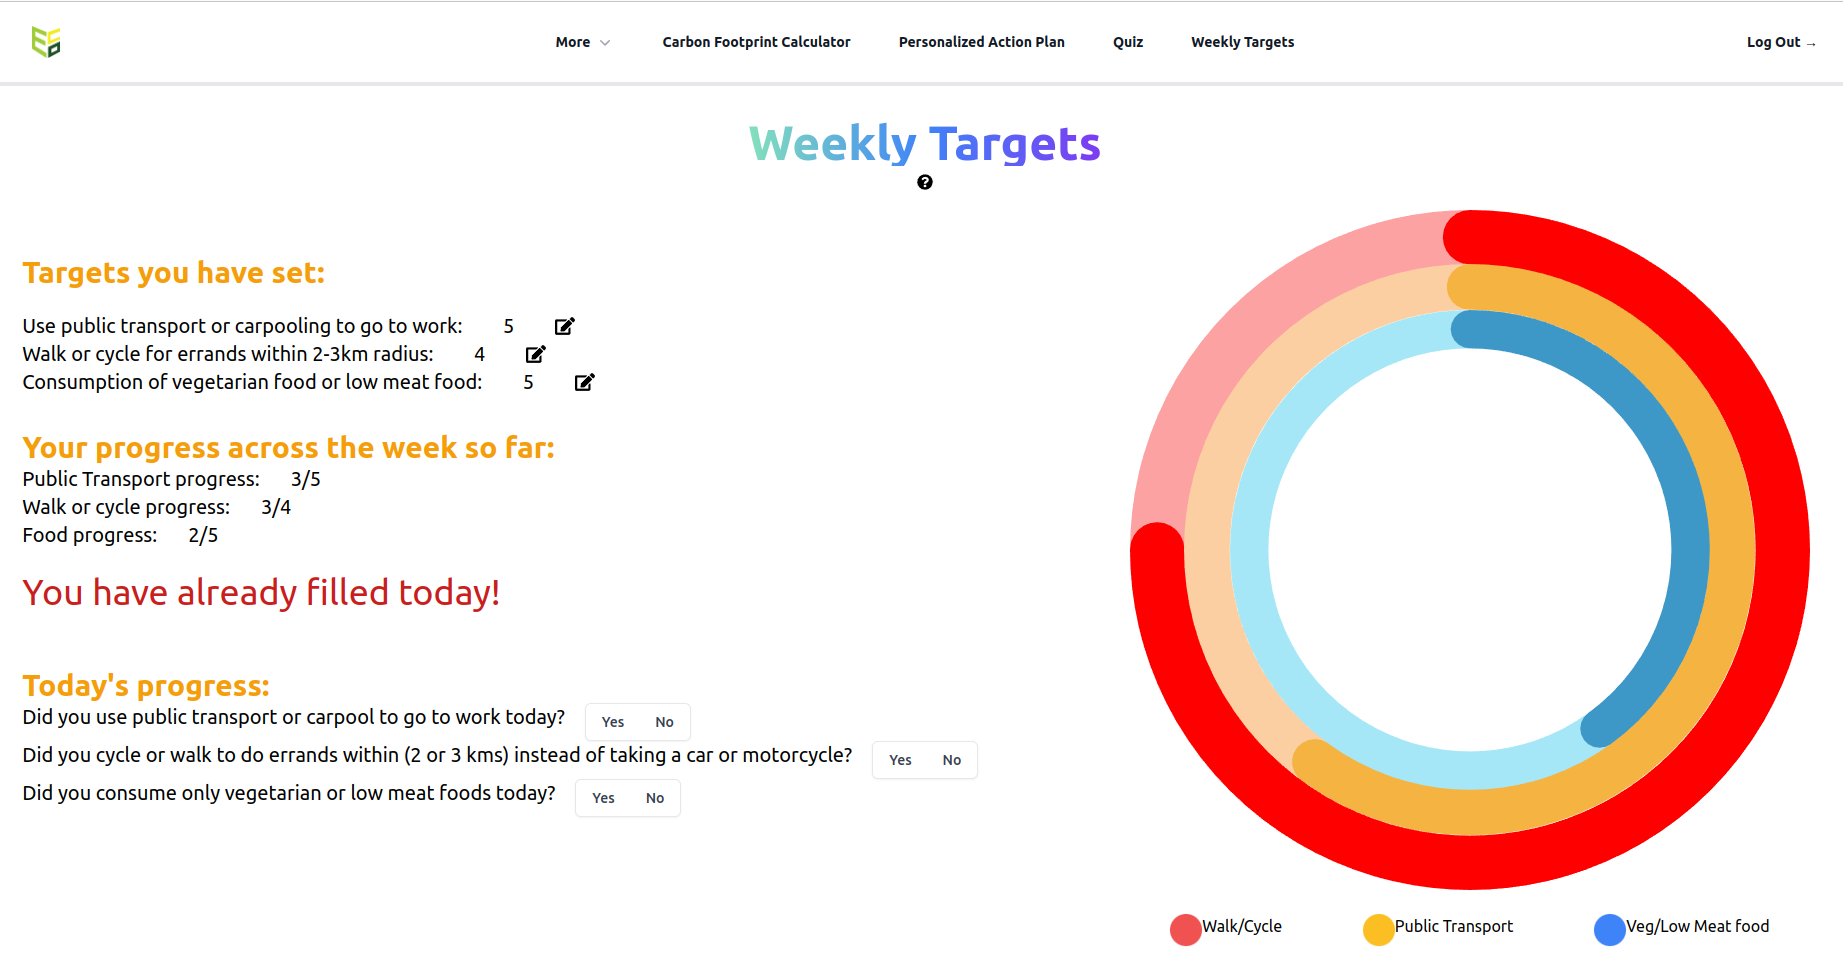 ECO
More Carbon Footprint Calculator Personalized Action Plan Quiz Weekly Targets Log Out →
Weekly Targets
?
Targets you have set:
Use public transport or carpooling to go to work: 5
Walk or cycle for errands within 2-3km radius: 4
Consumption of vegetarian food or low meat food: 5
Your progress across the week so far:
Public Transport progress: 3/5
Walk or cycle progress: 3/4
Food progress: 2/5
You have already filled today!
Today's progress:
Did you use public transport or carpool to go to work today? Yes No
Did you cycle or walk to do errands within (2 or 3 kms) instead of taking a car or motorcycle? Yes No
Did you consume only vegetarian or low meat foods today? Yes No
Walk/Cycle Public Transport Veg/Low Meat food